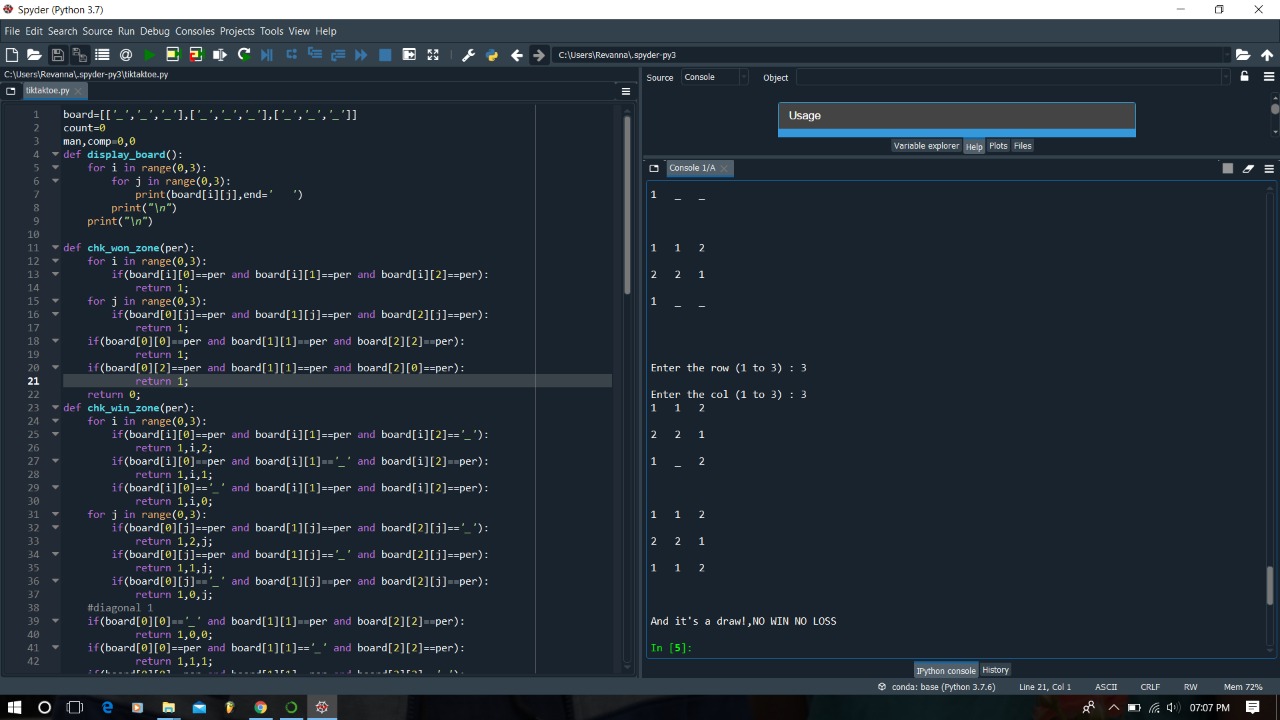 Spyder (Python 3.7)
File Edit Search Source Run Debug Consoles Projects Tools View Help
C:\Users\Revanna\.spyder-py3
C:\Users\Revanna\.spyder-py3\tiktaktoe.py
tiktaktoe.py
1 board=[['_','_','_'],['_','_','_'],['_','_','_']]
2 count=0
3 man,comp=0,0
4 def display_board():
5 for i in range(0,3):
6 for j in range(0,3):
7 print(board[i][j],end='   ')
8 print("\n")
9 print("\n")
10
11 def chk_won_zone(per):
12 for i in range(0,3):
13 if(board[i][0]==per and board[i][1]==per and board[i][2]==per):
14 return 1;
15 for j in range(0,3):
16 if(board[0][j]==per and board[1][j]==per and board[2][j]==per):
17 return 1;
18 if(board[0][0]==per and board[1][1]==per and board[2][2]==per):
19 return 1;
20 if(board[0][2]==per and board[1][1]==per and board[2][0]==per):
21 return 1;
22 return 0;
23 def chk_win_zone(per):
24 for i in range(0,3):
25 if(board[i][0]==per and board[i][1]==per and board[i][2]=='_'):
26 return 1,i,2;
27 if(board[i][0]==per and board[i][1]=='_' and board[i][2]==per):
28 return 1,i,1;
29 if(board[i][0]=='_' and board[i][1]==per and board[i][2]==per):
30 return 1,i,0;
31 for j in range(0,3):
32 if(board[0][j]==per and board[1][j]==per and board[2][j]=='_'):
33 return 1,2,j;
34 if(board[0][j]==per and board[1][j]=='_' and board[2][j]==per):
35 return 1,1,j;
36 if(board[0][j]=='_' and board[1][j]==per and board[2][j]==per):
37 return 1,0,j;
38 #diagonal 1
39 if(board[0][0]=='_' and board[1][1]==per and board[2][2]==per):
40 return 1,0,0;
41 if(board[0][0]==per and board[1][1]=='_' and board[2][2]==per):
42 return 1,1,1;
Source Console Object
Usage
Variable explorer Help Plots Files
Console 1/A
1 _ _
1 1 2
2 2 1
1 _ _
Enter the row (1 to 3) : 3
Enter the col (1 to 3) : 3
1 1 2
2 2 1
1 _ 2
1 1 2
2 2 1
1 1 2
And it's a draw!,NO WIN NO LOSS
In [5]:
IPython console History
conda: base (Python 3.7.6) Line 21, Col 1 ASCII CRLF RW Mem 72%
07:07 PM